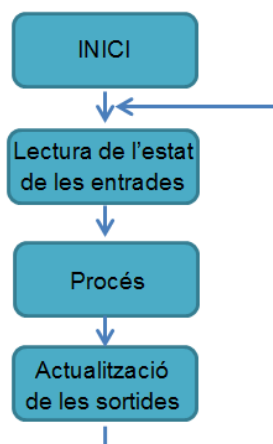 INICI
Lectura de l'estat
de les entrades
Procés
Actualització
de les sortides